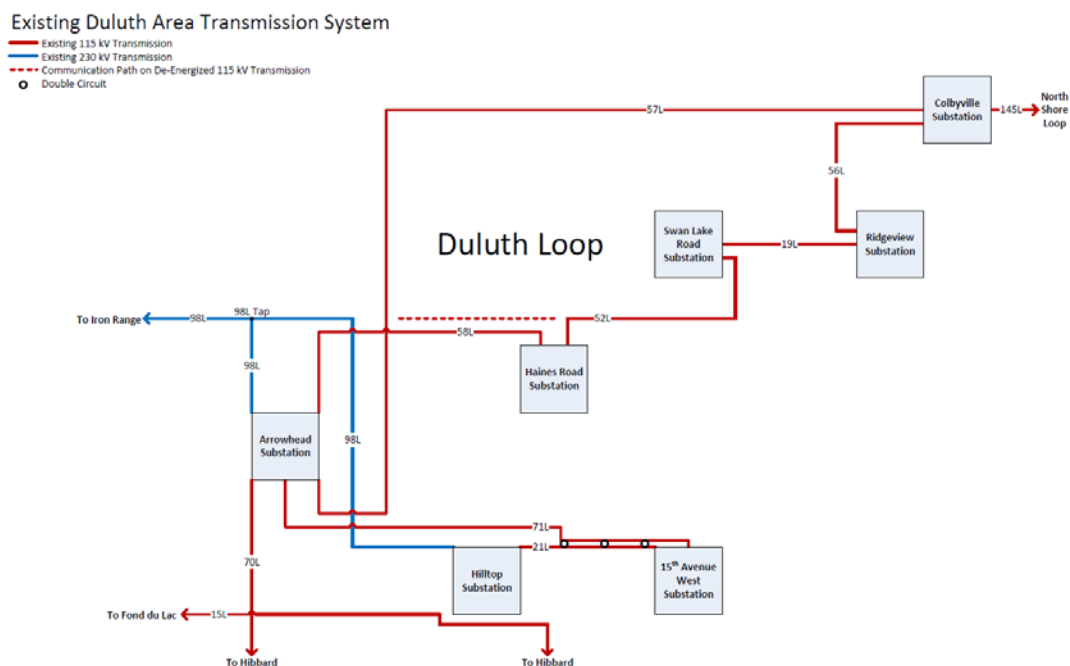 Existing Duluth Area Transmission System
Existing 115 kV Transmission
Existing 230 kV Transmission
Communication Path on De-Energized 115 kV Transmission
Double Circuit
57L
Colbyville
Substation
145L
North
Shore
Loop
56L
Duluth Loop
Swan Lake
Road
Substation
19L
Ridgeview
Substation
To Iron Range
98L
98L Tap
52L
58L
98L
Haines Road
Substation
Arrowhead
Substation
98L
71L
21L
70L
Hilltop
Substation
15th Avenue
West
Substation
To Fond du Lac
15L
To Hibbard
To Hibbard